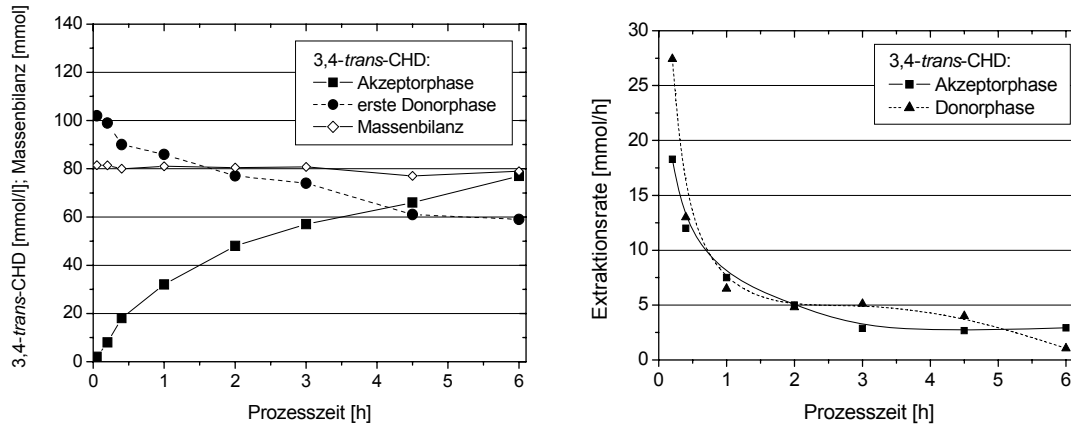 3,4-trans-CHD [mmol/l]; Massenbilanz [mmol]
140
120
100
80
60
40
20
0
3,4-trans-CHD:
Akzeptorphase
erste Donorphase
Massenbilanz
0 1 2 3 4 5 6
Prozesszeit [h]
Extraktionsrate [mmol/h]
30
25
20
15
10
5
0
3,4-trans-CHD:
Akzeptorphase
Donorphase
0 1 2 3 4 5 6
Prozesszeit [h]